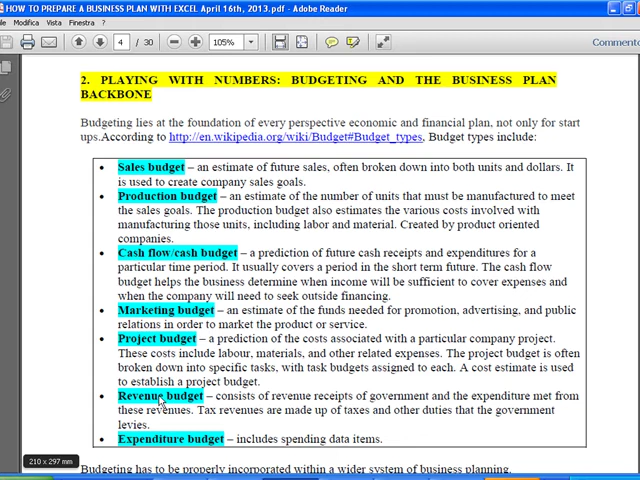 HOW TO PREPARE A BUSINESS PLAN WITH EXCEL April 16th, 2013.pdf - Adobe Reader
Modifica Vista Finestra ?
4 / 30 105% Comment
2. PLAYING WITH NUMBERS: BUDGETING AND THE BUSINESS PLAN
BACKBONE
Budgeting lies at the foundation of every perspective economic and financial plan, not only for start
ups.According to http://en.wikipedia.org/wiki/Budget#Budget_types, Budget types include:
• Sales budget – an estimate of future sales, often broken down into both units and dollars. It
is used to create company sales goals.
• Production budget – an estimate of the number of units that must be manufactured to meet
the sales goals. The production budget also estimates the various costs involved with
manufacturing those units, including labor and material. Created by product oriented
companies.
• Cash flow/cash budget – a prediction of future cash receipts and expenditures for a
particular time period. It usually covers a period in the short term future. The cash flow
budget helps the business determine when income will be sufficient to cover expenses and
when the company will need to seek outside financing.
• Marketing budget – an estimate of the funds needed for promotion, advertising, and public
relations in order to market the product or service.
• Project budget – a prediction of the costs associated with a particular company project.
These costs include labour, materials, and other related expenses. The project budget is often
broken down into specific tasks, with task budgets assigned to each. A cost estimate is used
to establish a project budget.
• Revenue budget – consists of revenue receipts of government and the expenditure met from
these revenues. Tax revenues are made up of taxes and other duties that the government
levies.
• Expenditure budget – includes spending data items.
210 x 297 mm
Budgeting has to be properly incorporated within a wider system of business planning.